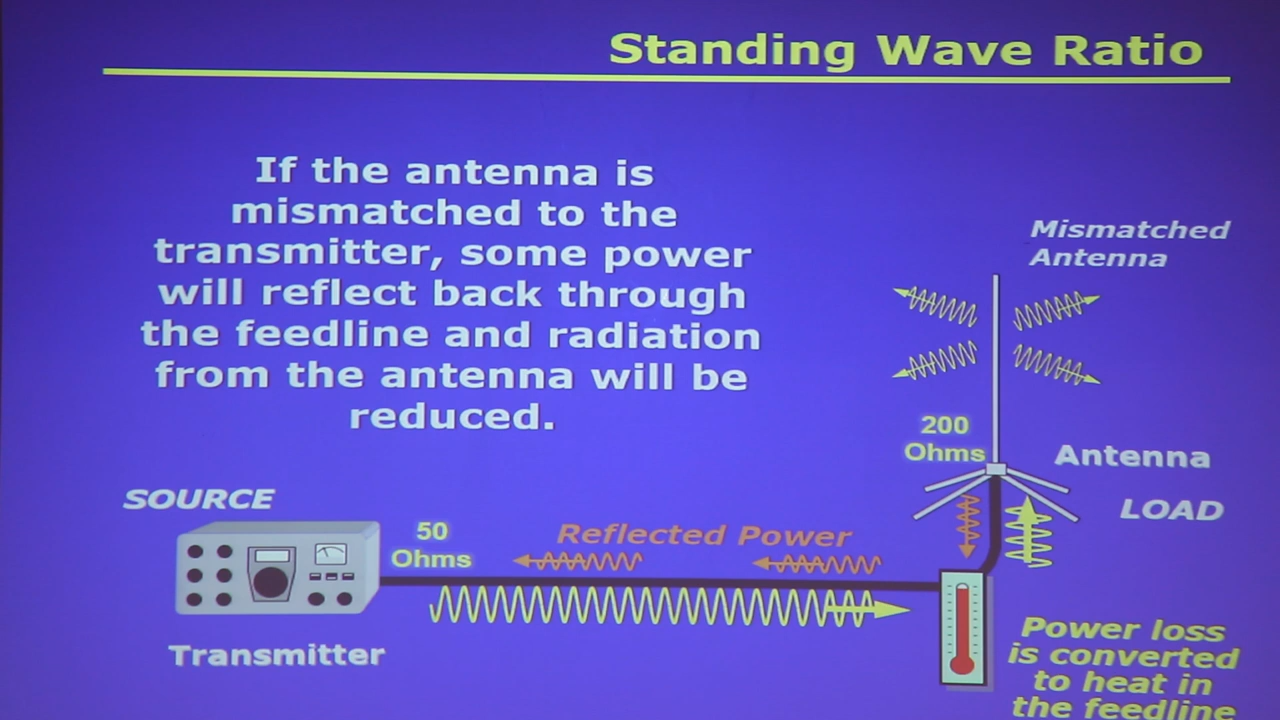 Standing Wave Ratio
If the antenna is
mismatched to the
transmitter, some power
will reflect back through
the feedline and radiation
from the antenna will be
reduced.
Mismatched
Antenna
200
Ohms
Antenna
LOAD
SOURCE
50
Ohms
Reflected Power
Transmitter
Power loss
is converted
to heat in
the feedline